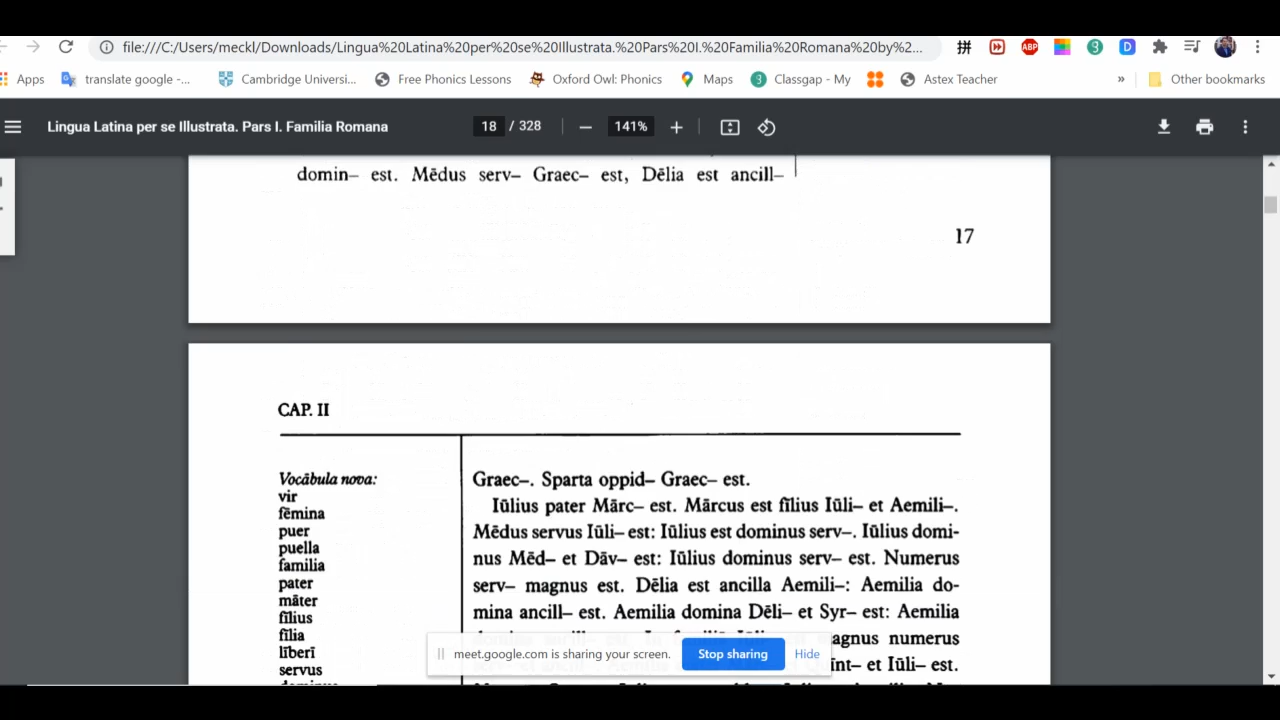 file:///C:/Users/meckl/Downloads/Lingua%20Latina%20per%20se%20Illustrata.%20Pars%20I.%20Familia%20Romana%20by%2...
拼
ABP
3
D
Apps
translate google -...
Cambridge Universi...
Free Phonics Lessons
Oxford Owl: Phonics
Maps
3
Classgap - My
Astex Teacher
»
Other bookmarks
Lingua Latina per se Illustrata. Pars I. Familia Romana
18 / 328
141%
domin– est. Mēdus serv– Graec– est, Dēlia est ancill–
17
CAP. II
Vocābula nova:
vir
fēmina
puer
puella
familia
pater
māter
fīlius
fīlia
līberī
servus
Graec–. Sparta oppid– Graec– est.
Iūlius pater Mārc– est. Mārcus est fīlius Iūli– et Aemili–.
Mēdus servus Iūli– est: Iūlius est dominus serv–. Iūlius domi-
nus Mēd– et Dāv– est: Iūlius dominus serv– est. Numerus
serv– magnus est. Dēlia est ancilla Aemili–: Aemilia do-
mina ancill– est. Aemilia domina Dēli– et Syr– est: Aemilia
magnus numerus
et Iūli– est.
meet.google.com is sharing your screen.
Stop sharing
Hide